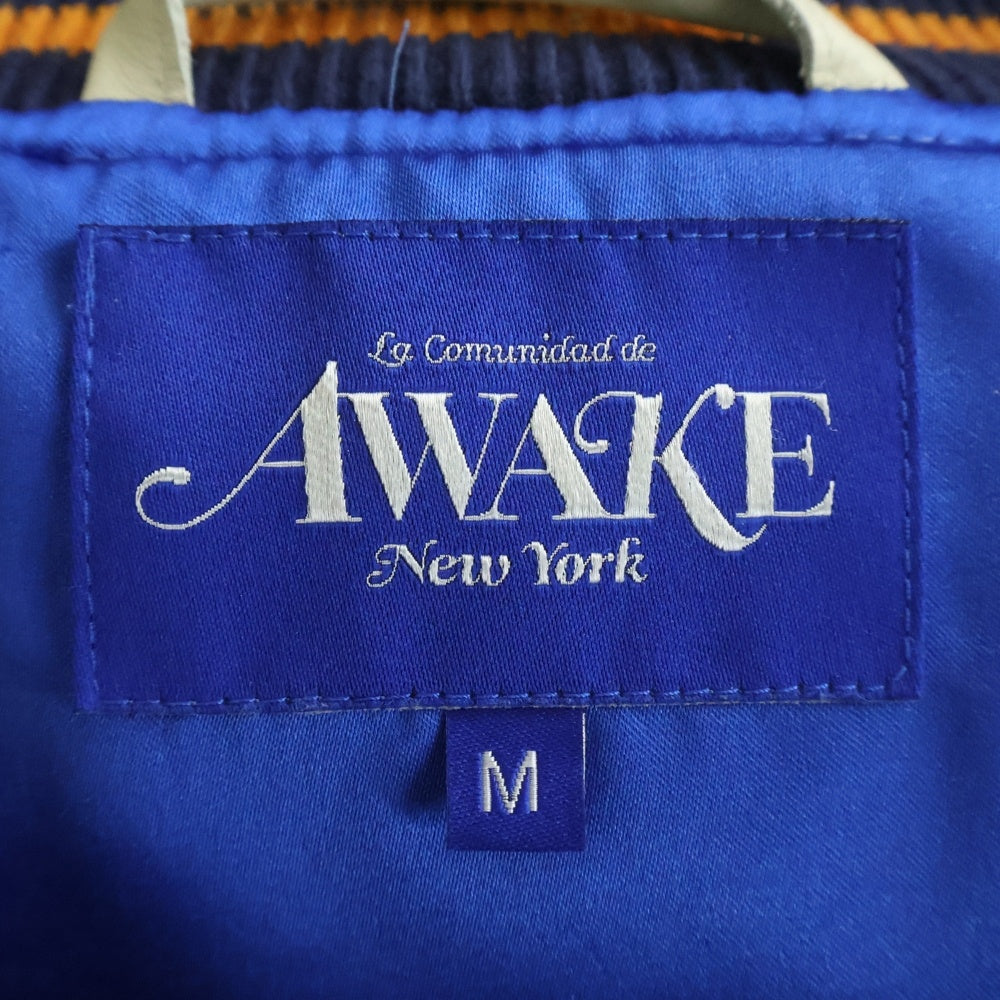 La Comunidad de
AWAKE
New York
M